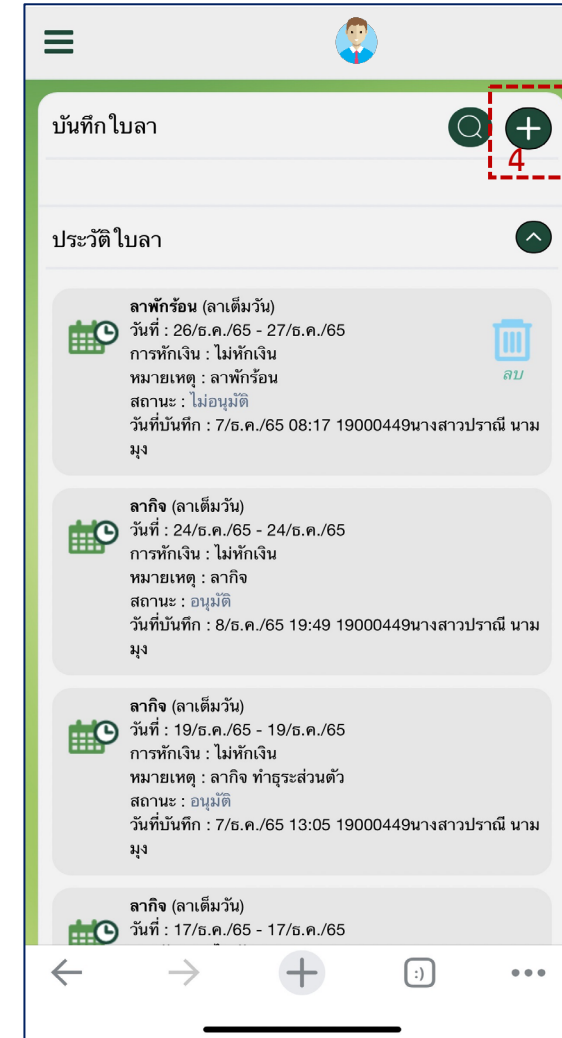 บันทึกใบลา
4
ประวัติใบลา
ลาพักร้อน (ลาเต็มวัน)
วันที่ : 26/ธ.ค./65 - 27/ธ.ค./65
การหักเงิน : ไม่หักเงิน
หมายเหตุ : ลาพักร้อน
สถานะ : ไม่อนุมัติ
วันที่บันทึก : 7/ธ.ค./65 08:17 19000449นางสาวปราณี นาม
มุง
ลบ
ลากิจ (ลาเต็มวัน)
วันที่ : 24/ธ.ค./65 - 24/ธ.ค./65
การหักเงิน : ไม่หักเงิน
หมายเหตุ : ลากิจ
สถานะ : อนุมัติ
วันที่บันทึก : 8/ธ.ค./65 19:49 19000449นางสาวปราณี นาม
มุง
ลากิจ (ลาเต็มวัน)
วันที่ : 19/ธ.ค./65 - 19/ธ.ค./65
การหักเงิน : ไม่หักเงิน
หมายเหตุ : ลากิจ ทำธุระส่วนตัว
สถานะ : อนุมัติ
วันที่บันทึก : 7/ธ.ค./65 13:05 19000449นางสาวปราณี นาม
มุง
ลากิจ (ลาเต็มวัน)
วันที่ : 17/ธ.ค./65 - 17/ธ.ค./65
:)